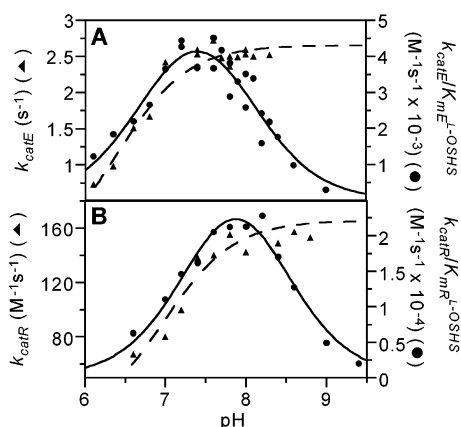 A
3
2.5
2
1.5
1
k_catE (s⁻¹) (▲)
5
4
3
2
1
0
k_catE/K_mE^L-OSHS
(M⁻¹s⁻¹ x 10⁻³) (●)
B
160
120
80
k_catR (M⁻¹s⁻¹) (▲)
2
1.5
1
0.5
0
k_catR/K_mR^L-OSHS
(M⁻¹s⁻¹ x 10⁻⁴) (●)
6 7 8 9
pH